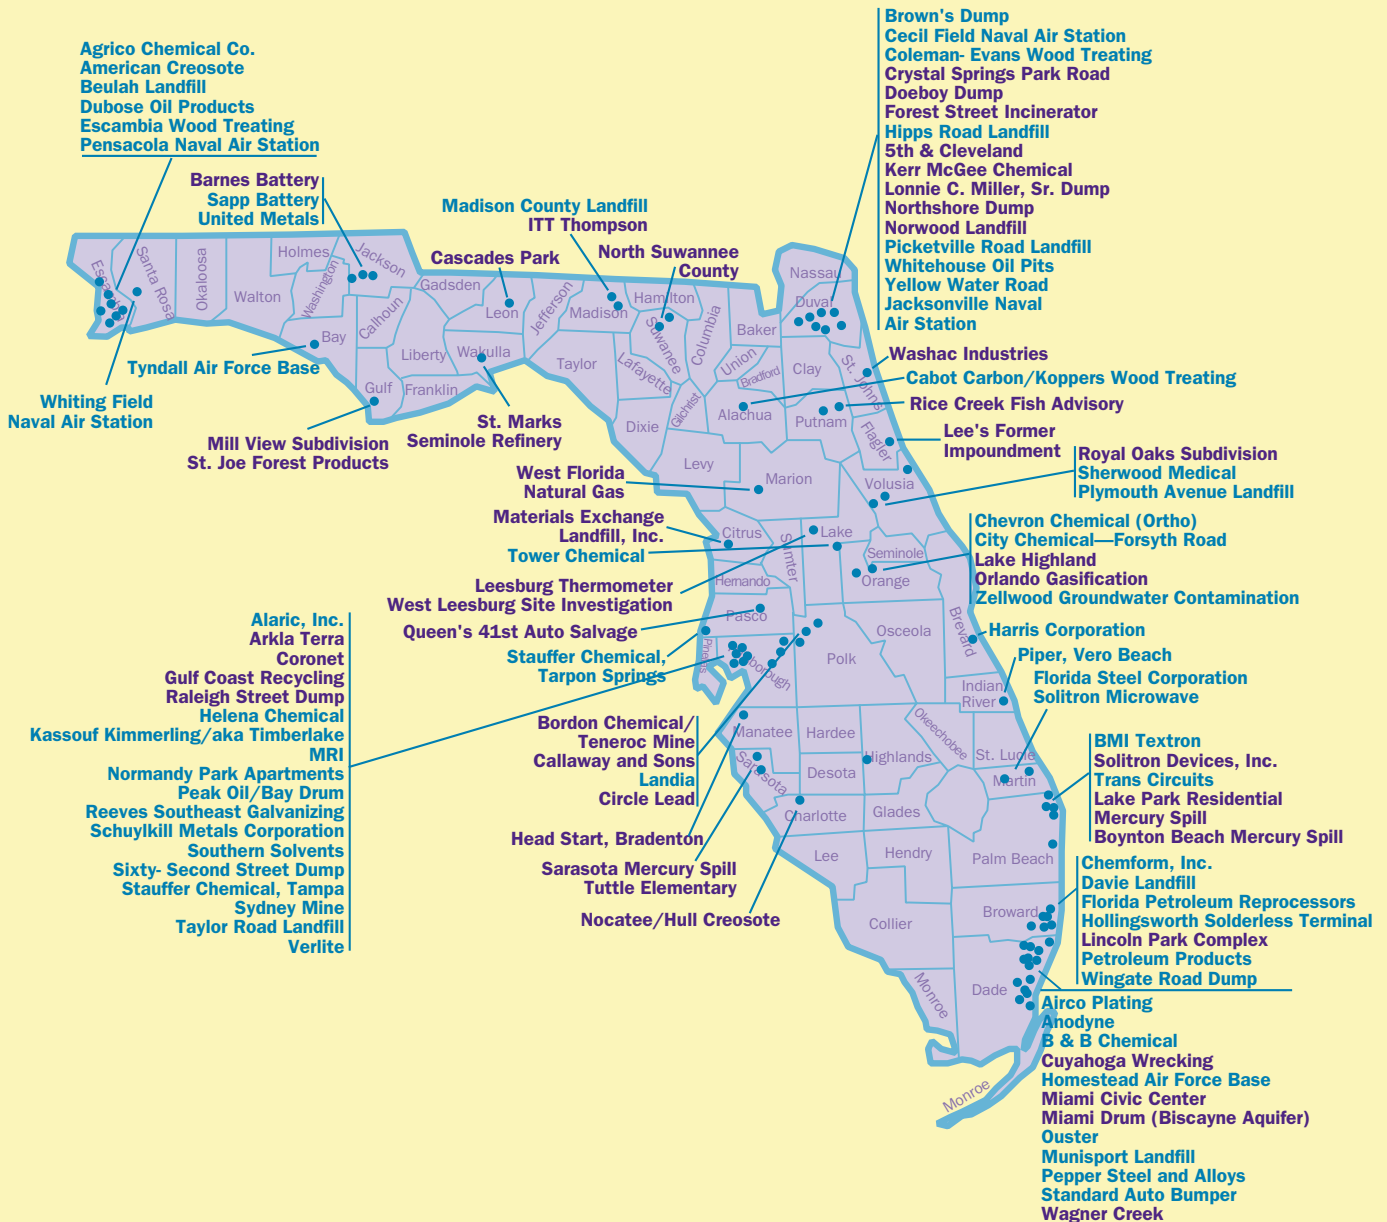 Brown's Dump
Cecil Field Naval Air Station
Coleman- Evans Wood Treating
Crystal Springs Park Road
Doeboy Dump
Forest Street Incinerator
Hipps Road Landfill
5th & Cleveland
Kerr McGee Chemical
Lonnie C. Miller, Sr. Dump
Northshore Dump
Norwood Landfill
Picketville Road Landfill
Whitehouse Oil Pits
Yellow Water Road
Jacksonville Naval
Air Station
Agrico Chemical Co.
American Creosote
Beulah Landfill
Dubose Oil Products
Escambia Wood Treating
Pensacola Naval Air Station
Barnes Battery
Sapp Battery
United Metals
Madison County Landfill
ITT Thompson
Cascades Park
North Suwannee
County
Tyndall Air Force Base
Whiting Field
Naval Air Station
Mill View Subdivision
St. Joe Forest Products
St. Marks
Seminole Refinery
Washac Industries
Cabot Carbon/Koppers Wood Treating
Rice Creek Fish Advisory
Lee's Former
Impoundment
Royal Oaks Subdivision
Sherwood Medical
Plymouth Avenue Landfill
West Florida
Natural Gas
Materials Exchange
Landfill, Inc.
Tower Chemical
Leesburg Thermometer
West Leesburg Site Investigation
Queen's 41st Auto Salvage
Stauffer Chemical,
Tarpon Springs
Chevron Chemical (Ortho)
City Chemical—Forsyth Road
Lake Highland
Orlando Gasification
Zellwood Groundwater Contamination
Harris Corporation
Piper, Vero Beach
Florida Steel Corporation
Solitron Microwave
Alaric, Inc.
Arkla Terra
Coronet
Gulf Coast Recycling
Raleigh Street Dump
Helena Chemical
Kassouf Kimmerling/aka Timberlake
MRI
Normandy Park Apartments
Peak Oil/Bay Drum
Reeves Southeast Galvanizing
Schuylkill Metals Corporation
Southern Solvents
Sixty- Second Street Dump
Stauffer Chemical, Tampa
Sydney Mine
Taylor Road Landfill
Verlite
Bordon Chemical/
Teneroc Mine
Callaway and Sons
Landia
Circle Lead
Head Start, Bradenton
Sarasota Mercury Spill
Tuttle Elementary
Nocatee/Hull Creosote
BMI Textron
Solitron Devices, Inc.
Trans Circuits
Lake Park Residential
Mercury Spill
Boynton Beach Mercury Spill
Chemform, Inc.
Davie Landfill
Florida Petroleum Reprocessors
Hollingsworth Solderless Terminal
Lincoln Park Complex
Petroleum Products
Wingate Road Dump
Airco Plating
Anodyne
B & B Chemical
Cuyahoga Wrecking
Homestead Air Force Base
Miami Civic Center
Miami Drum (Biscayne Aquifer)
Ouster
Munisport Landfill
Pepper Steel and Alloys
Standard Auto Bumper
Wagner Creek
Santa Rosa
Okaloosa
Walton
Holmes
Washington
Jackson
Bay
Calhoun
Gulf
Gadsden
Liberty
Franklin
Leon
Wakulla
Jefferson
Madison
Taylor
Hamilton
Suwanee
Lafayette
Dixie
Columbia
Gilchrist
Baker
Union
Bradford
Alachua
Levy
Nassau
Duval
Clay
St. Johns
Putnam
Flagler
Marion
Volusia
Citrus
Sumter
Lake
Seminole
Orange
Hernando
Pasco
Brevard
Osceola
Polk
Indian
River
Manatee
Hardee
Highlands
Okeechobee
St. Lucie
Sarasota
Desota
Martin
Charlotte
Glades
Lee
Hendry
Palm Beach
Collier
Broward
Monroe
Dade
Monroe